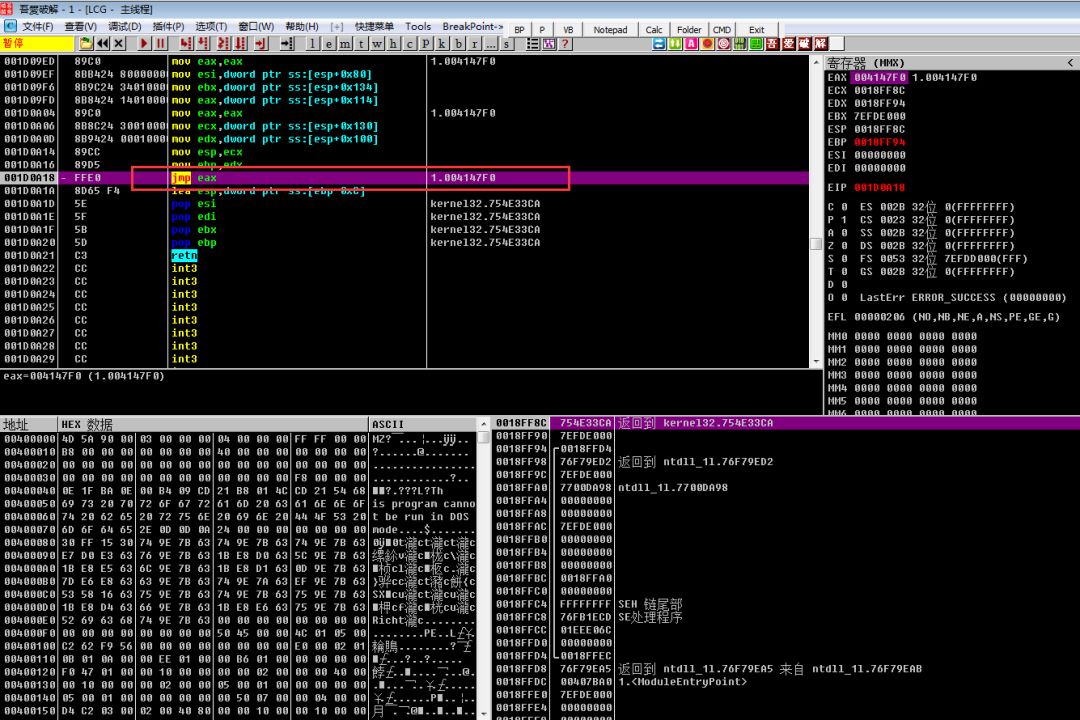 吾愛破解 - 1 - [LCG - 主线程]
文件(F) 查看(V) 调试(D) 插件(P) 选项(T) 窗口(W) 帮助(H) [+] 快捷菜单 Tools BreakPoint->
BP P VB Notepad Calc Folder CMD Exit
暂停 l e m t w h c P k b r ... s
001D09ED 89C0 mov eax,eax 1.004147F0
001D09EF 8BB424 80000000 mov esi,dword ptr ss:[esp+0x80]
001D09F6 8B9C24 34010000 mov ebx,dword ptr ss:[esp+0x134]
001D09FD 8B8424 14010000 mov eax,dword ptr ss:[esp+0x114]
001D0A04 89C0 mov eax,eax 1.004147F0
001D0A06 8B8C24 30010000 mov ecx,dword ptr ss:[esp+0x130]
001D0A0D 8B9424 00010000 mov edx,dword ptr ss:[esp+0x100]
001D0A14 89CC mov esp,ecx
001D0A16 89D5 mov ebp,edx
001D0A18 - FFE0 jmp eax 1.004147F0
001D0A1A 8D65 F4 lea esp,dword ptr ss:[ebp-0xC]
001D0A1D 5E pop esi kernel32.754E33CA
001D0A1E 5F pop edi kernel32.754E33CA
001D0A1F 5B pop ebx kernel32.754E33CA
001D0A20 5D pop ebp kernel32.754E33CA
001D0A21 C3 retn
001D0A22 CC int3
001D0A23 CC int3
001D0A24 CC int3
001D0A25 CC int3
001D0A26 CC int3
001D0A27 CC int3
001D0A28 CC int3
001D0A29 CC int3
eax=004147F0 (1.004147F0)
寄存器 (MMX) <
EAX 004147F0 1.004147F0
ECX 0018FF8C
EDX 0018FF94
EBX 7EFDE000
ESP 0018FF8C
EBP 0018FF94
ESI 00000000
EDI 00000000
EIP 001D0A18
C 0 ES 002B 32位 0(FFFFFFFF)
P 1 CS 0023 32位 0(FFFFFFFF)
A 0 SS 002B 32位 0(FFFFFFFF)
Z 0 DS 002B 32位 0(FFFFFFFF)
S 0 FS 0053 32位 7EFDD000(FFF)
T 0 GS 002B 32位 0(FFFFFFFF)
D 0
O 0 LastErr ERROR_SUCCESS (00000000)
EFL 00000206 (NO,NB,NE,A,NS,PE,GE,G)
MM0 0000 0000 0000 0000
MM1 0000 0000 0000 0000
MM2 0000 0000 0000 0000
MM3 0000 0000 0000 0000
MM4 0000 0000 0000 0000
MM5 0000 0000 0000 0000
MM6 0000 0000 0000 0000
地址 HEX 数据 ASCII
00400000 4D 5A 90 00 03 00 00 00 04 00 00 00 FF FF 00 00
00400010 B8 00 00 00 00 00 00 00 40 00 00 00 00 00 00 00
00400020 00 00 00 00 00 00 00 00 00 00 00 00 00 00 00 00
00400030 00 00 00 00 00 00 00 00 00 00 00 00 F8 00 00 00
00400040 0E 1F BA 0E 00 B4 09 CD 21 B8 01 4C CD 21 54 68
00400050 69 73 20 70 72 6F 67 72 61 6D 20 63 61 6E 6E 6F is program canno
00400060 74 20 62 65 20 72 75 6E 20 69 6E 20 44 4F 53 20 t be run in DOS
00400070 6D 6F 64 65 2E 0D 0D 0A 24 00 00 00 00 00 00 00 mode....$.......
00400080 30 FF 15 30 74 9E 7B 63 74 9E 7B 63 74 9E 7B 63
00400090 E7 D0 E3 63 76 9E 7B 63 1B E8 D0 63 5C 9E 7B 63
004000A0 1B E8 E5 63 6C 9E 7B 63 1B E8 D1 63 0D 9E 7B 63
004000B0 7D E6 E8 63 63 9E 7B 63 74 9E 7A 63 EF 9E 7B 63
004000C0 53 58 16 63 75 9E 7B 63 74 9E 7B 63 75 9E 7B 63
004000D0 1B E8 D4 63 66 9E 7B 63 1B E8 E6 63 75 9E 7B 63
004000E0 52 69 63 68 74 9E 7B 63 00 00 00 00 00 00 00 00
004000F0 00 00 00 00 00 00 00 00 50 45 00 00 4C 01 05 00
00400100 C2 62 F9 56 00 00 00 00 00 00 00 00 E0 00 02 01
00400110 0B 01 0A 00 00 EE 01 00 00 B6 01 00 00 00 00 00
00400120 F0 47 01 00 00 10 00 00 00 00 02 00 00 00 40 00
00400130 00 10 00 00 00 02 00 00 05 00 01 00 00 00 00 00
00400140 05 00 01 00 00 00 00 00 00 50 07 00 00 04 00 00
00400150 D4 C2 03 00 02 00 40 80 00 00 10 00 00 10 00 00
0018FF8C 754E33CA 返回到 kernel32.754E33CA
0018FF90 7EFDE000
0018FF94 0018FFD4
0018FF98 76F79ED2 返回到 ntdll_1l.76F79ED2
0018FF9C 7EFDE000
0018FFA0 7700DA98 ntdll_1l.7700DA98
0018FFA4 00000000
0018FFA8 00000000
0018FFAC 7EFDE000
0018FFB0 00000000
0018FFB4 00000000
0018FFB8 00000000
0018FFBC 0018FFA0
0018FFC0 00000000
0018FFC4 FFFFFFFF SEH 链尾部
0018FFC8 76FB1ECD SE处理程序
0018FFCC 01EEE06C
0018FFD0 00000000
0018FFD4 0018FFEC
0018FFD8 76F79EA5 返回到 ntdll_1l.76F79EA5 来自 ntdll_1l.76F79EAB
0018FFDC 00407BA0 1.<ModuleEntryPoint>
0018FFE0 7EFDE000
0018FFE4 00000000